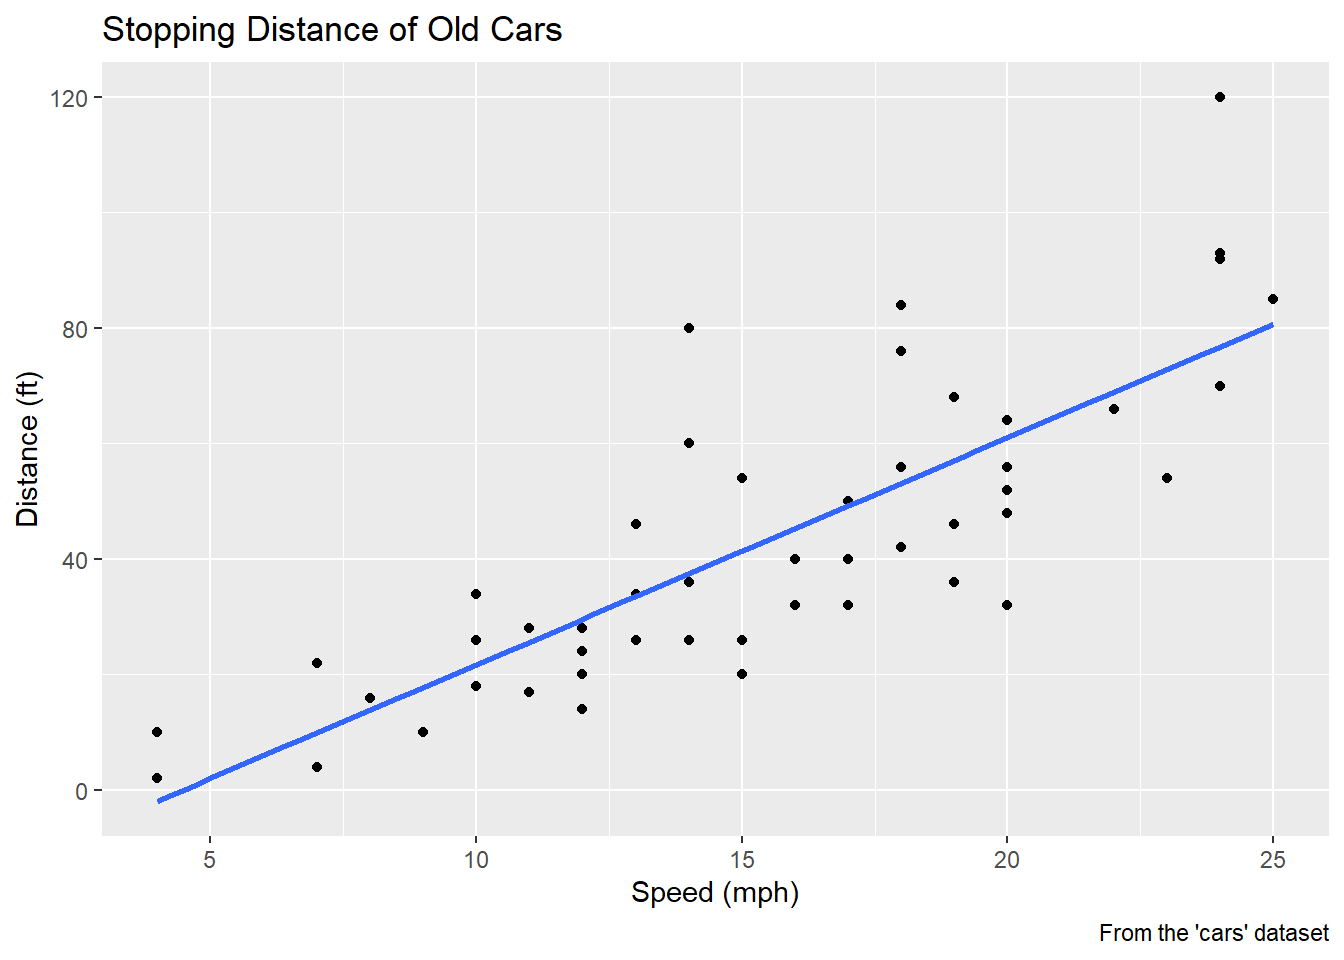 Stopping Distance of Old Cars
120
80
40
0
Distance (ft)
5 10 15 20 25
Speed (mph)
From the 'cars' dataset